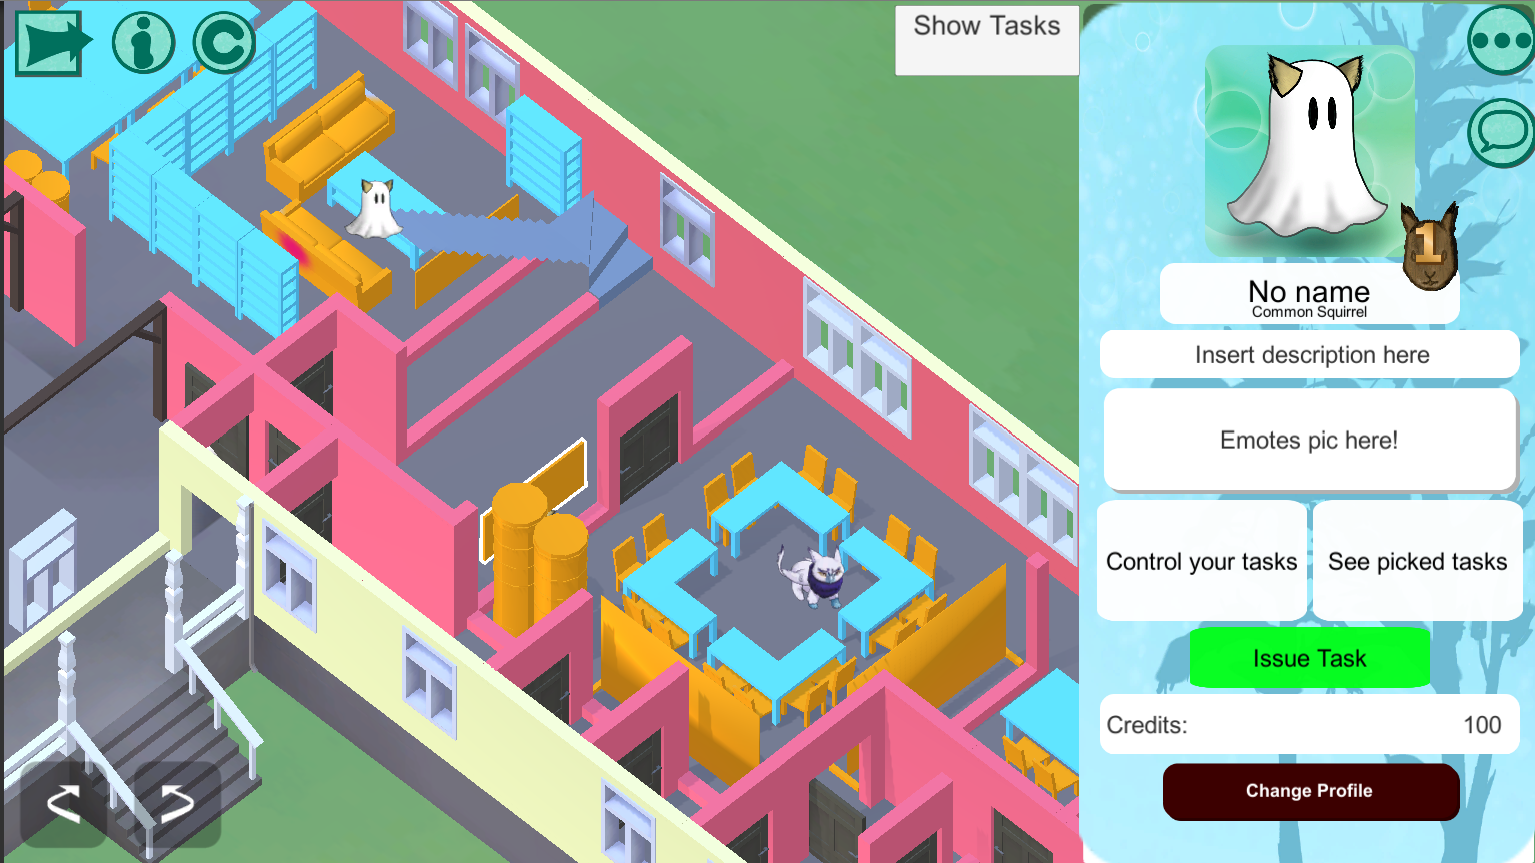 Show Tasks
1
No name
Common Squirrel
Insert description here
Emotes pic here!
Control your tasks
See picked tasks
Issue Task
Credits: 100
Change Profile